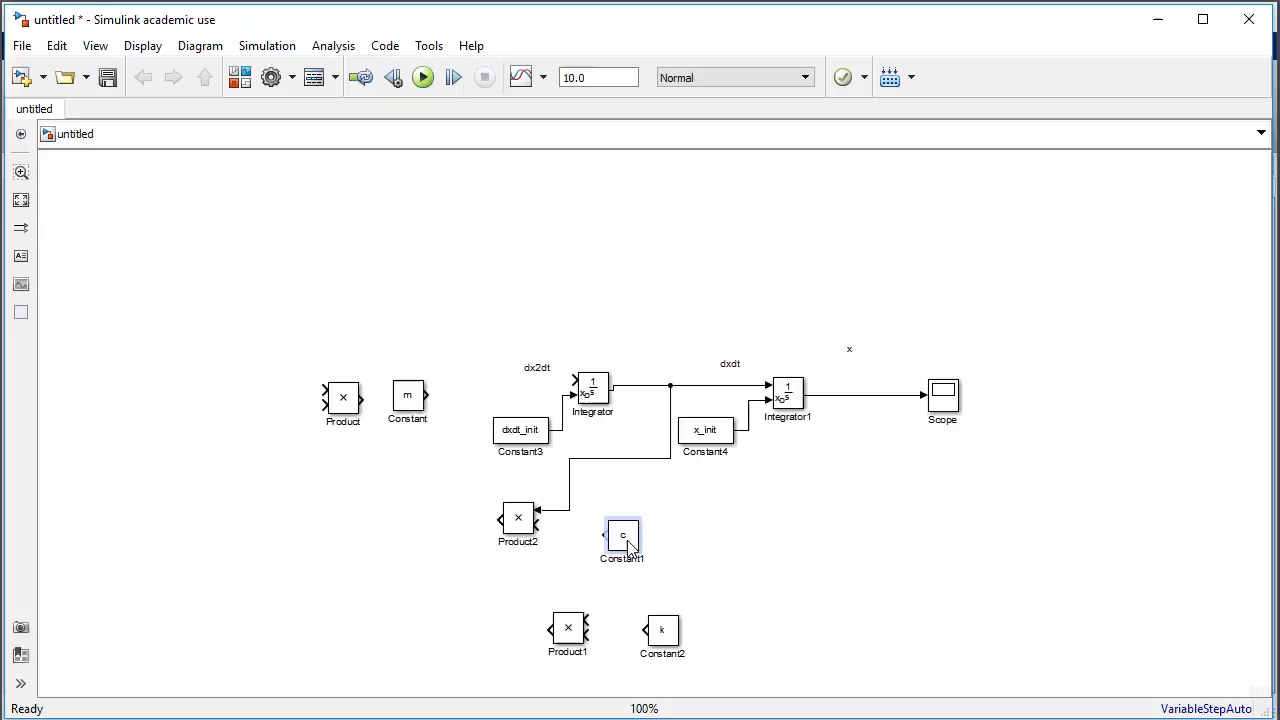 untitled * - Simulink academic use
File Edit View Display Diagram Simulation Analysis Code Tools Help
10.0 Normal
untitled
untitled
x
dx2dt dxdt
1
s
xo
1
s
xo
× m
Integrator Integrator1
Product Constant Scope
dxdt_init x_init
Constant3 Constant4
×
c
Product2
Constant1
× k
Product1 Constant2
Ready 100% VariableStepAuto